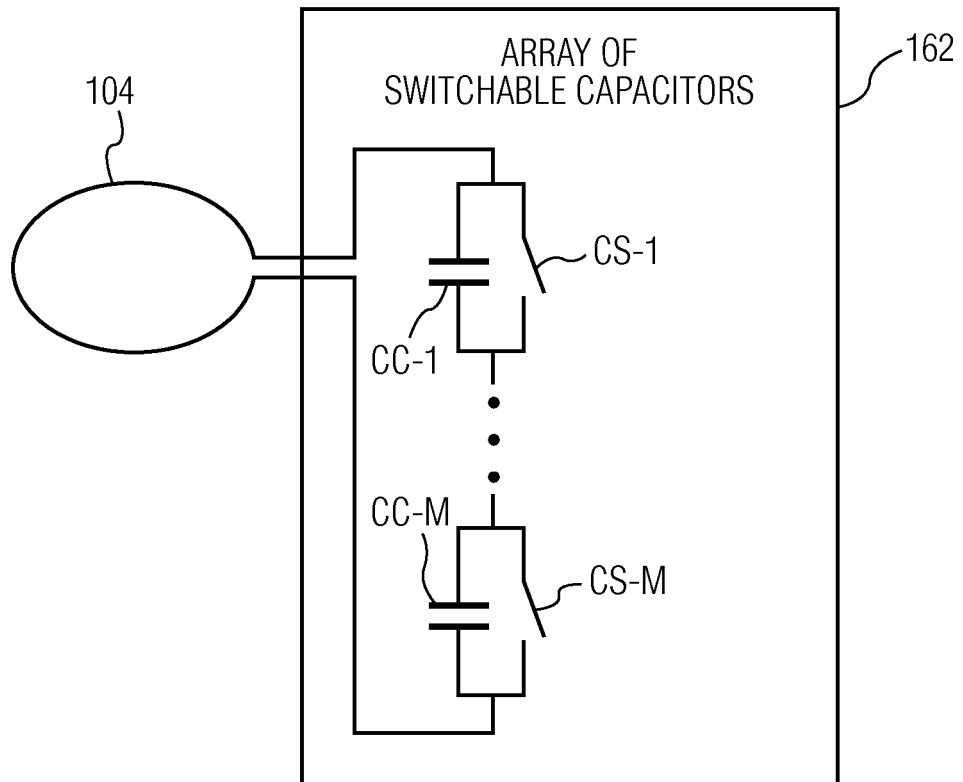 ARRAY OF
SWITCHABLE CAPACITORS
162
104
CS-1
CC-1
CC-M
CS-M